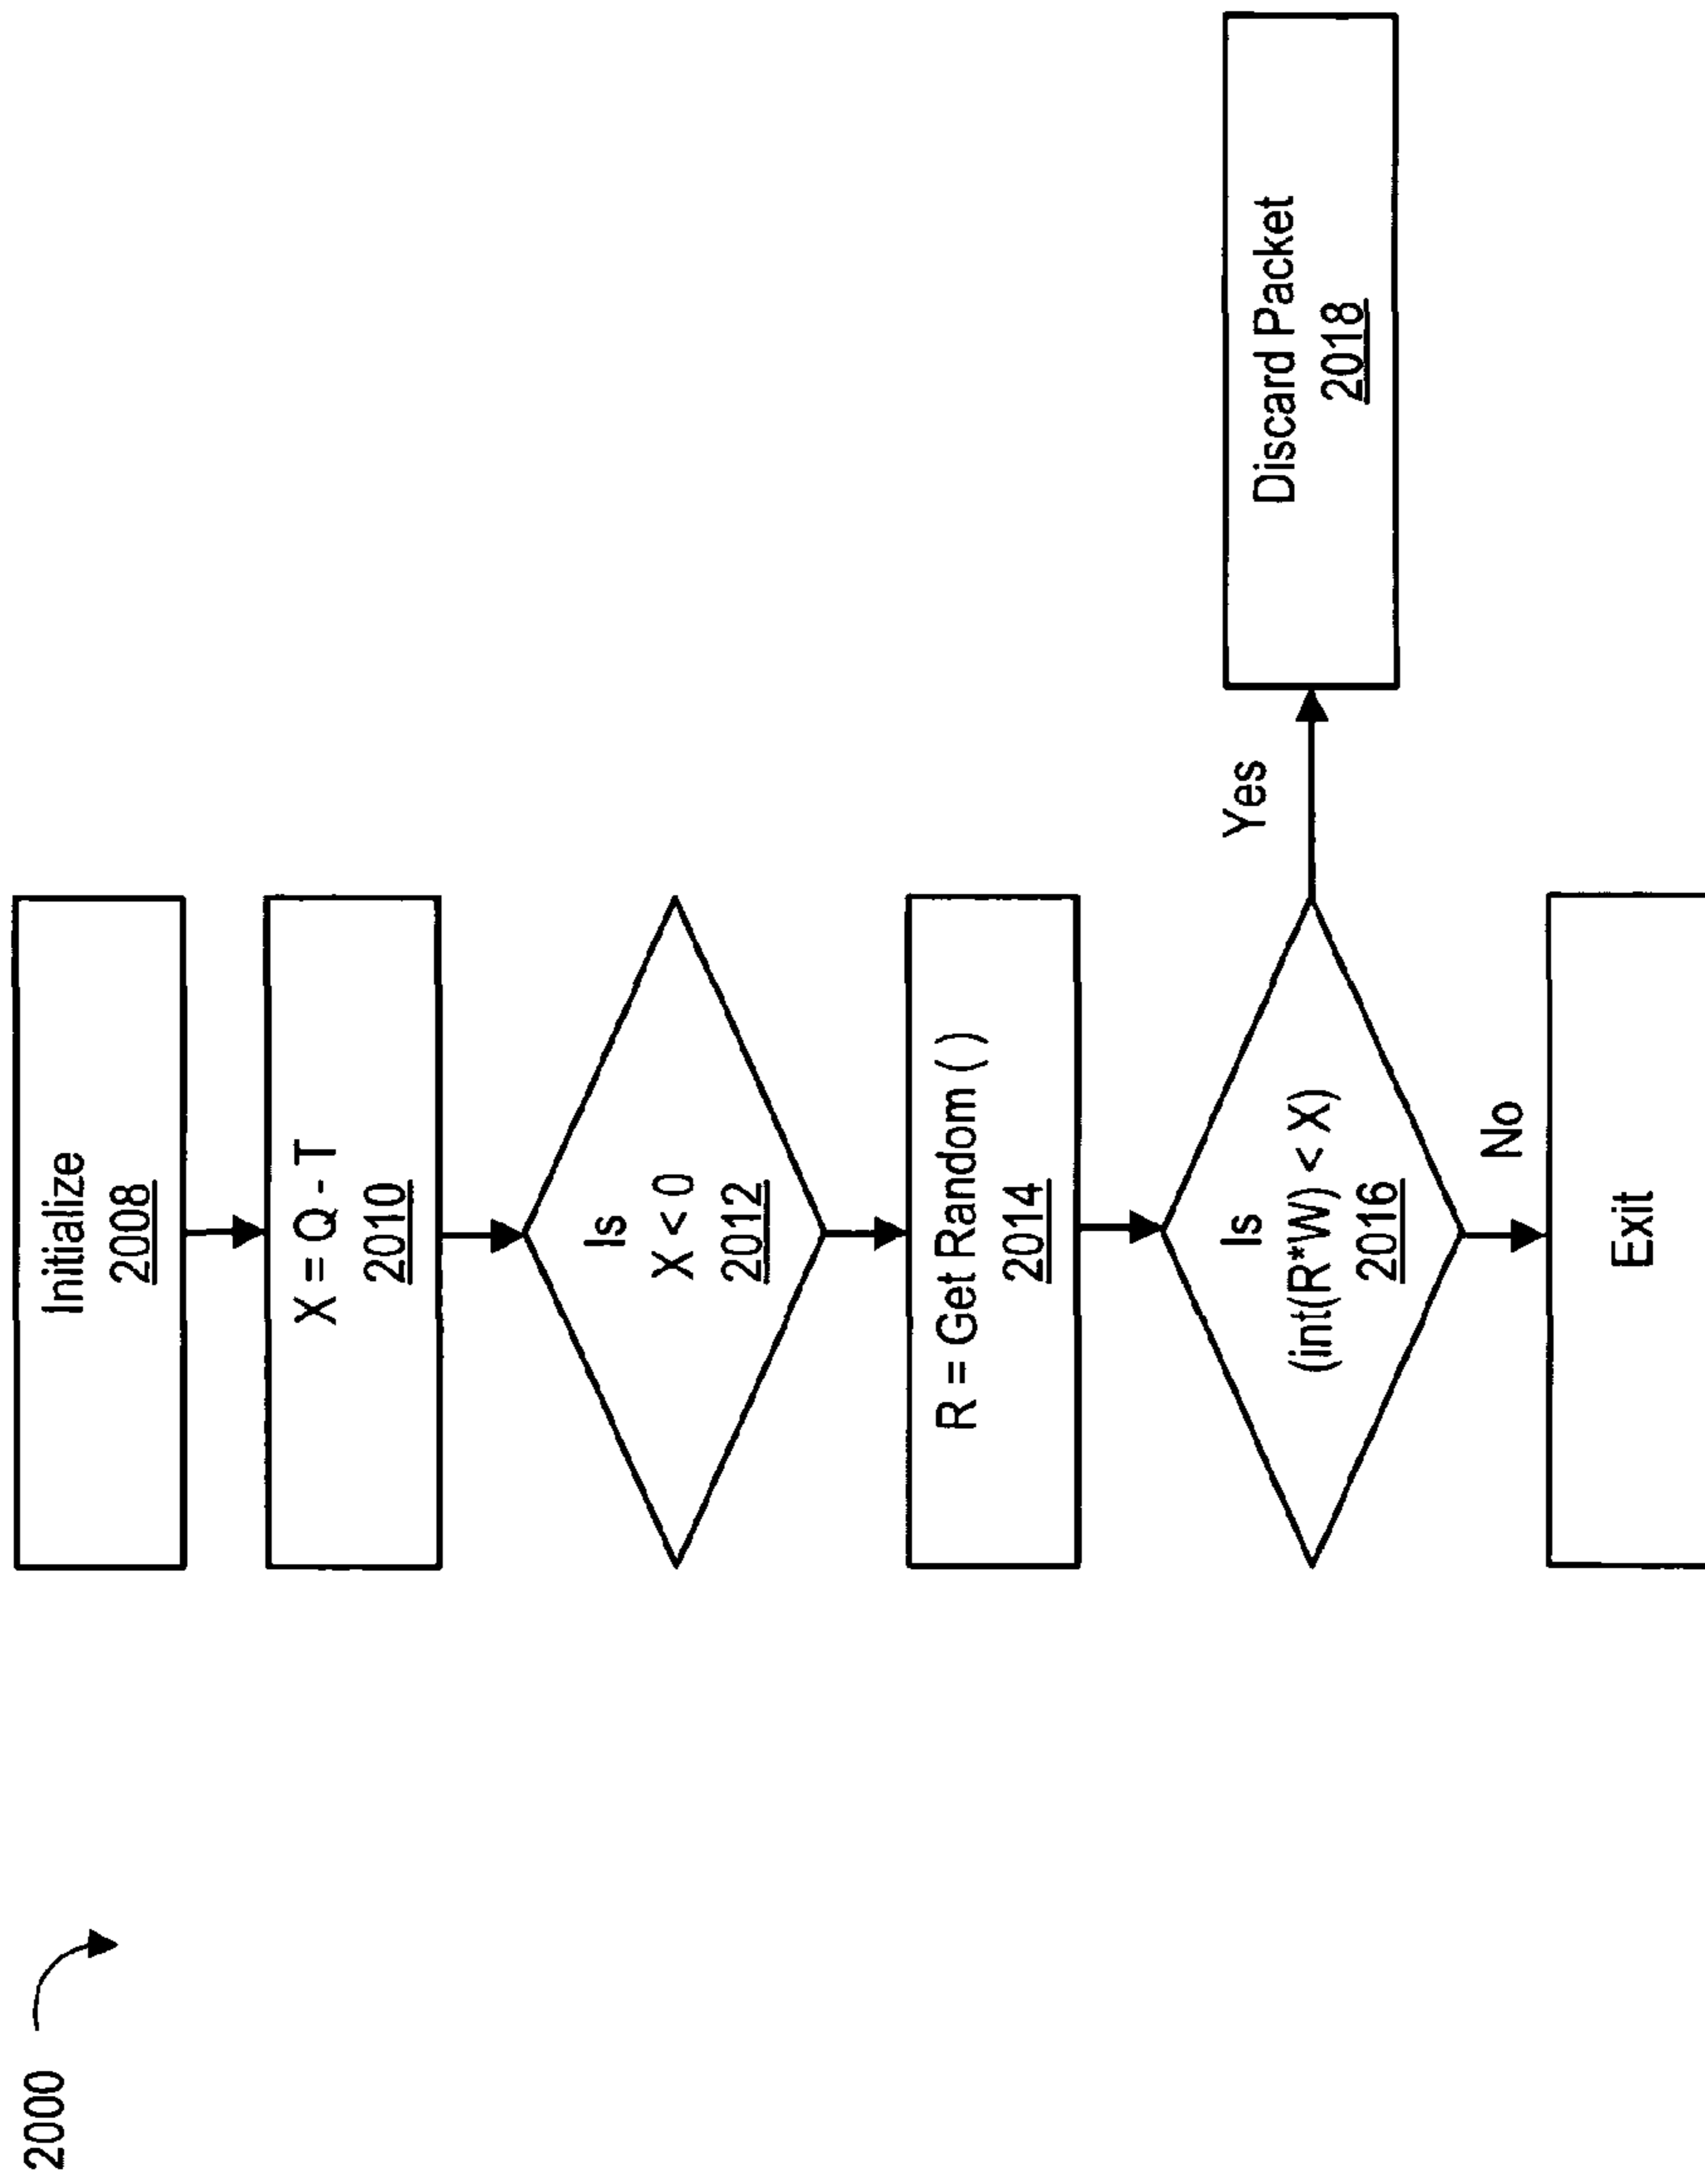 2000
Initialize
2008
X = Q - T
2010
Is
X < 0
2012
R = Get Random ( )
2014
Is
(int(R*W) < X)
2016
Yes
Discard Packet
2018
No
Exit